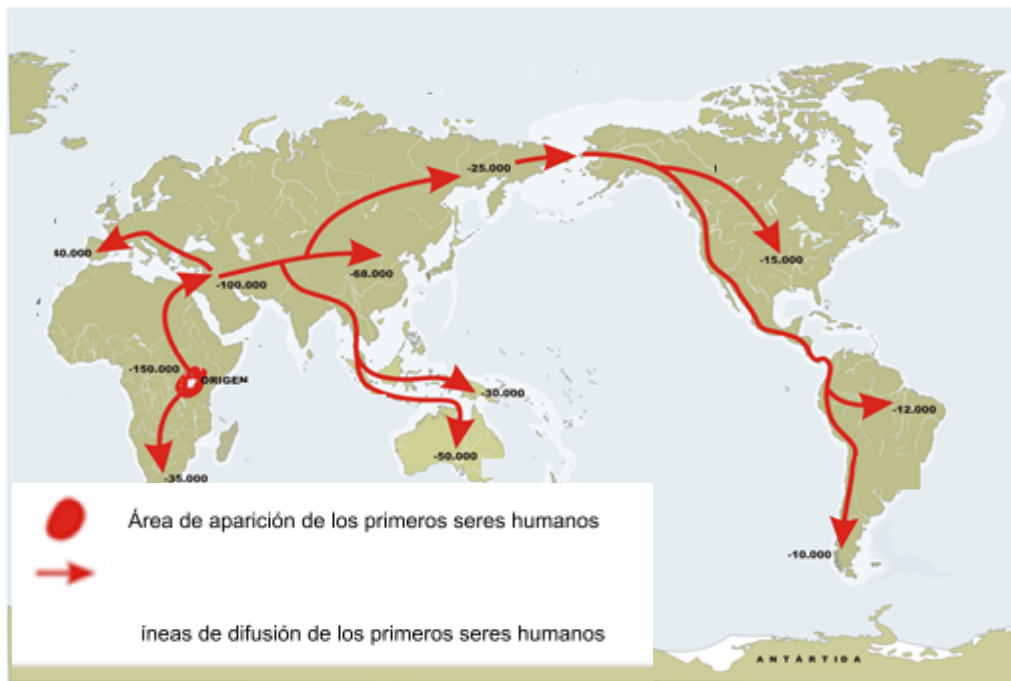 -25.000
40.000
-100.000
-68.000
-15.000
-150.000
ORIGEN
-30.000
-12.000
-50.000
-35.000
-10.000
Área de aparición de los primeros seres humanos
íneas de difusión de los primeros seres humanos
ANTÁRTIDA